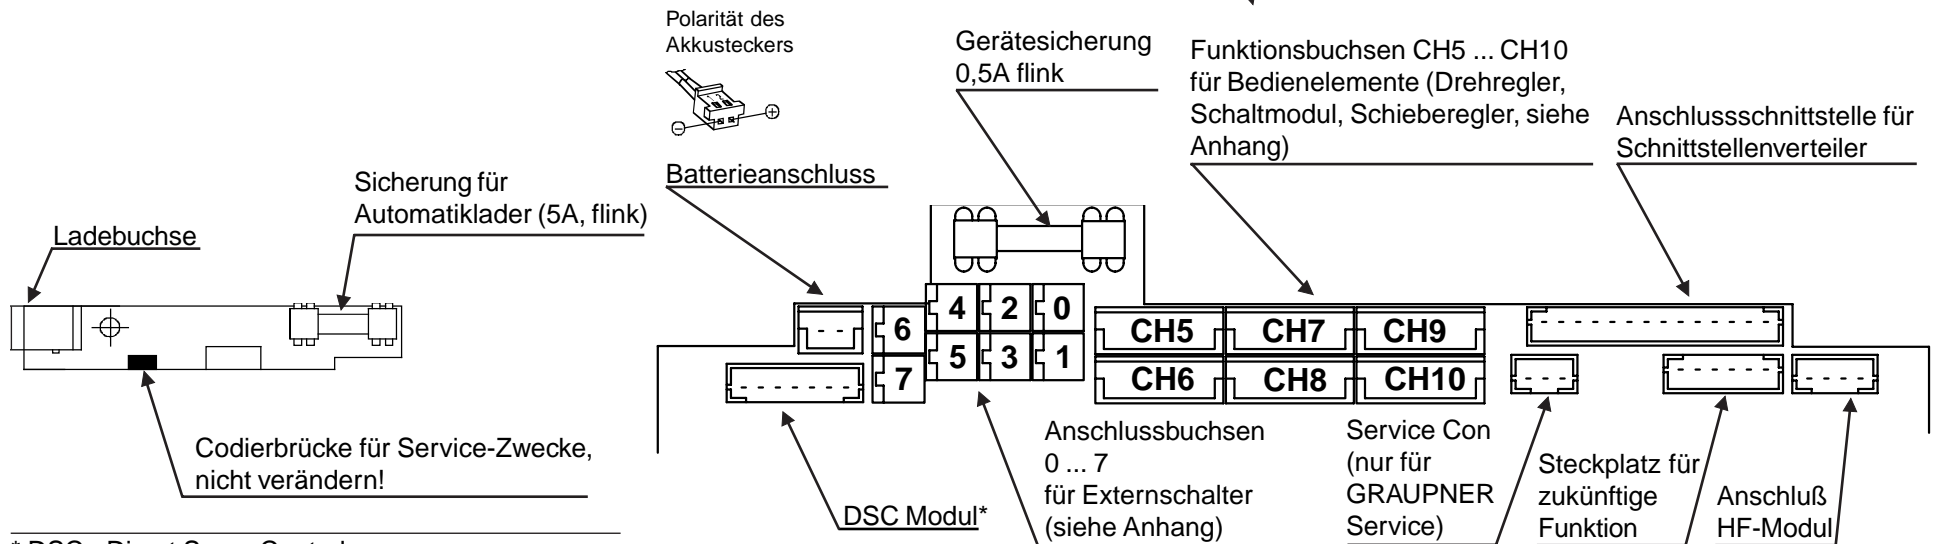 Polarität des
Akkusteckers
Gerätesicherung
0,5A flink
Funktionsbuchsen CH5 ... CH10
für Bedienelemente (Drehregler,
Schaltmodul, Schieberegler, siehe
Anhang)
Anschlussschnittstelle für
Schnittstellenverteiler
Batterieanschluss
Sicherung für
Automatiklader (5A, flink)
Ladebuchse
4 2 0
6
5 3 1
7
CH5 CH7 CH9
CH6 CH8 CH10
Codierbrücke für Service-Zwecke,
nicht verändern!
DSC Modul*
Anschlussbuchsen
0 ... 7
für Externschalter
(siehe Anhang)
Service Con
(nur für
GRAUPNER
Service)
Steckplatz für
zukünftige
Funktion
Anschluß
HF-Modul